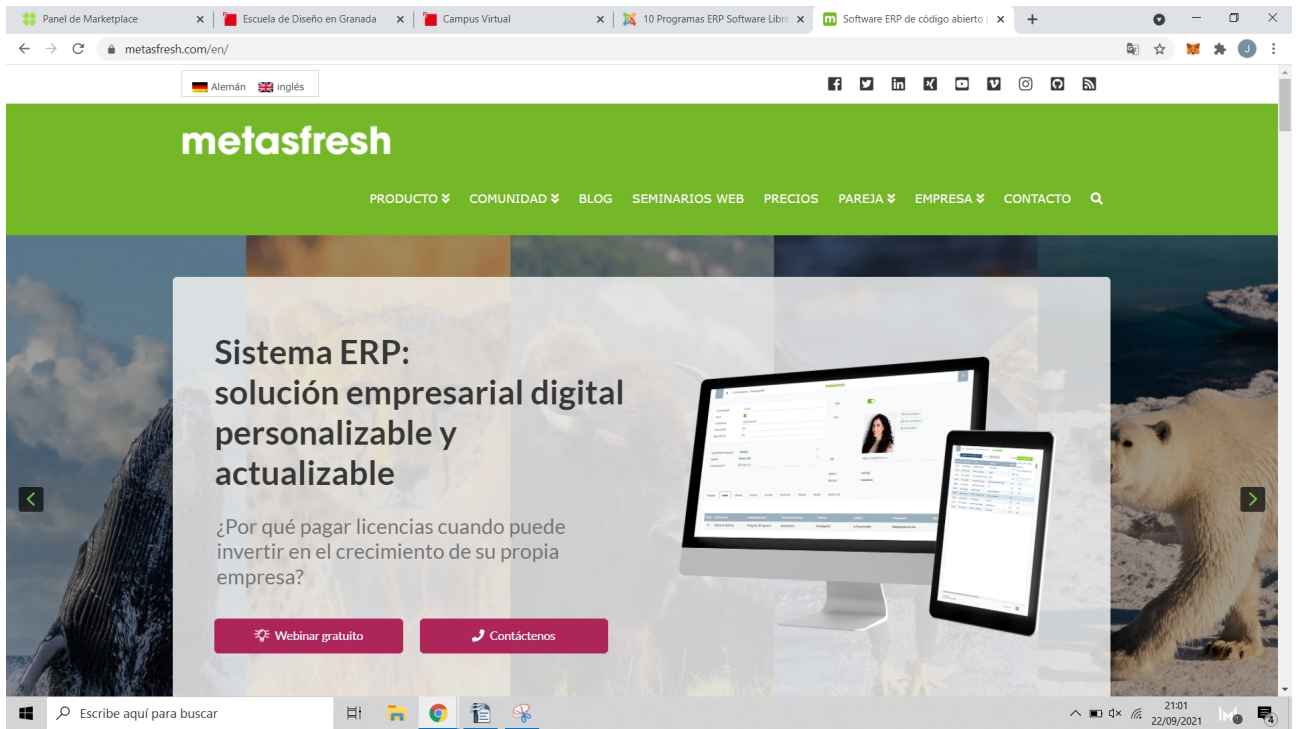 Panel de Marketplace
Escuela de Diseño en Granada
Campus Virtual
10 Programas ERP Software Libre
Software ERP de código abierto |
metasfresh.com/en/
J
Alemán inglés
metasfresh
PRODUCTO COMUNIDAD BLOG SEMINARIOS WEB PRECIOS PAREJA EMPRESA CONTACTO
Sistema ERP:
solución empresarial digital
personalizable y
actualizable
¿Por qué pagar licencias cuando puede
invertir en el crecimiento de su propia
empresa?
Webinar gratuito Contáctenos
Escribe aquí para buscar
21:01
22/09/2021
4